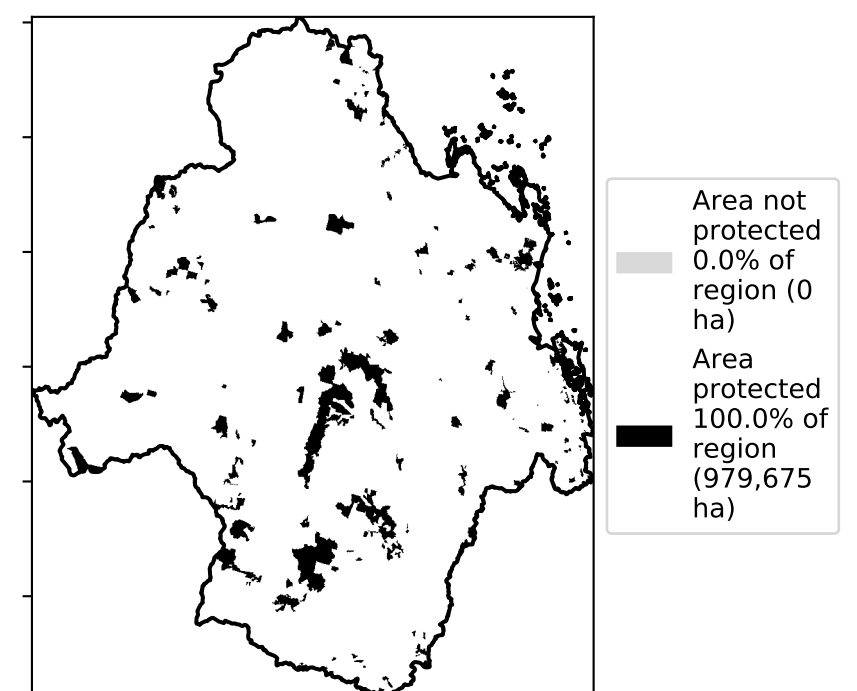 Area not
protected
0.0% of
region (0
ha)
Area
protected
100.0% of
region
(979,675
ha)